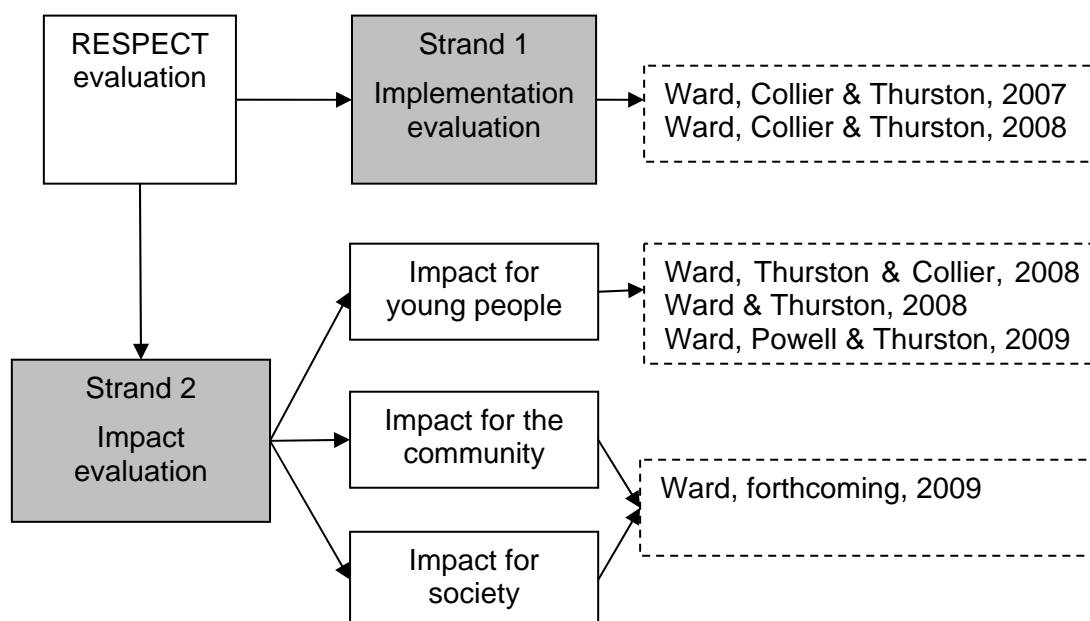 RESPECT
evaluation
Strand 1
Implementation
evaluation
Ward, Collier & Thurston, 2007
Ward, Collier & Thurston, 2008
Impact for
young people
Ward, Thurston & Collier, 2008
Ward & Thurston, 2008
Ward, Powell & Thurston, 2009
Strand 2
Impact
evaluation
Impact for the
community
Ward, forthcoming, 2009
Impact for
society